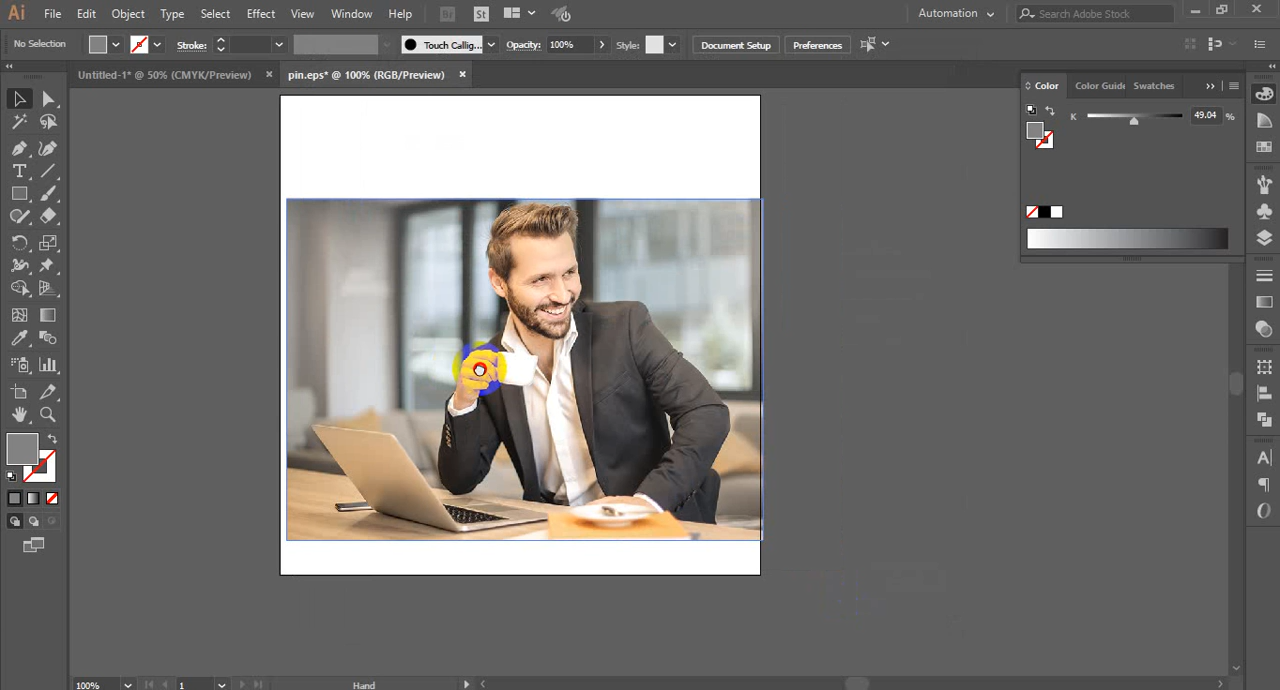 Ai File Edit Object Type Select Effect View Window Help Br St Automation Search Adobe Stock
No Selection Stroke: Touch Callig... Opacity: 100% Style: Document Setup Preferences
Untitled-1* @ 50% (CMYK/Preview) × pin.eps* @ 100% (RGB/Preview) ×
Color Color Guide Swatches
K 49.04 %
100% 1 Hand